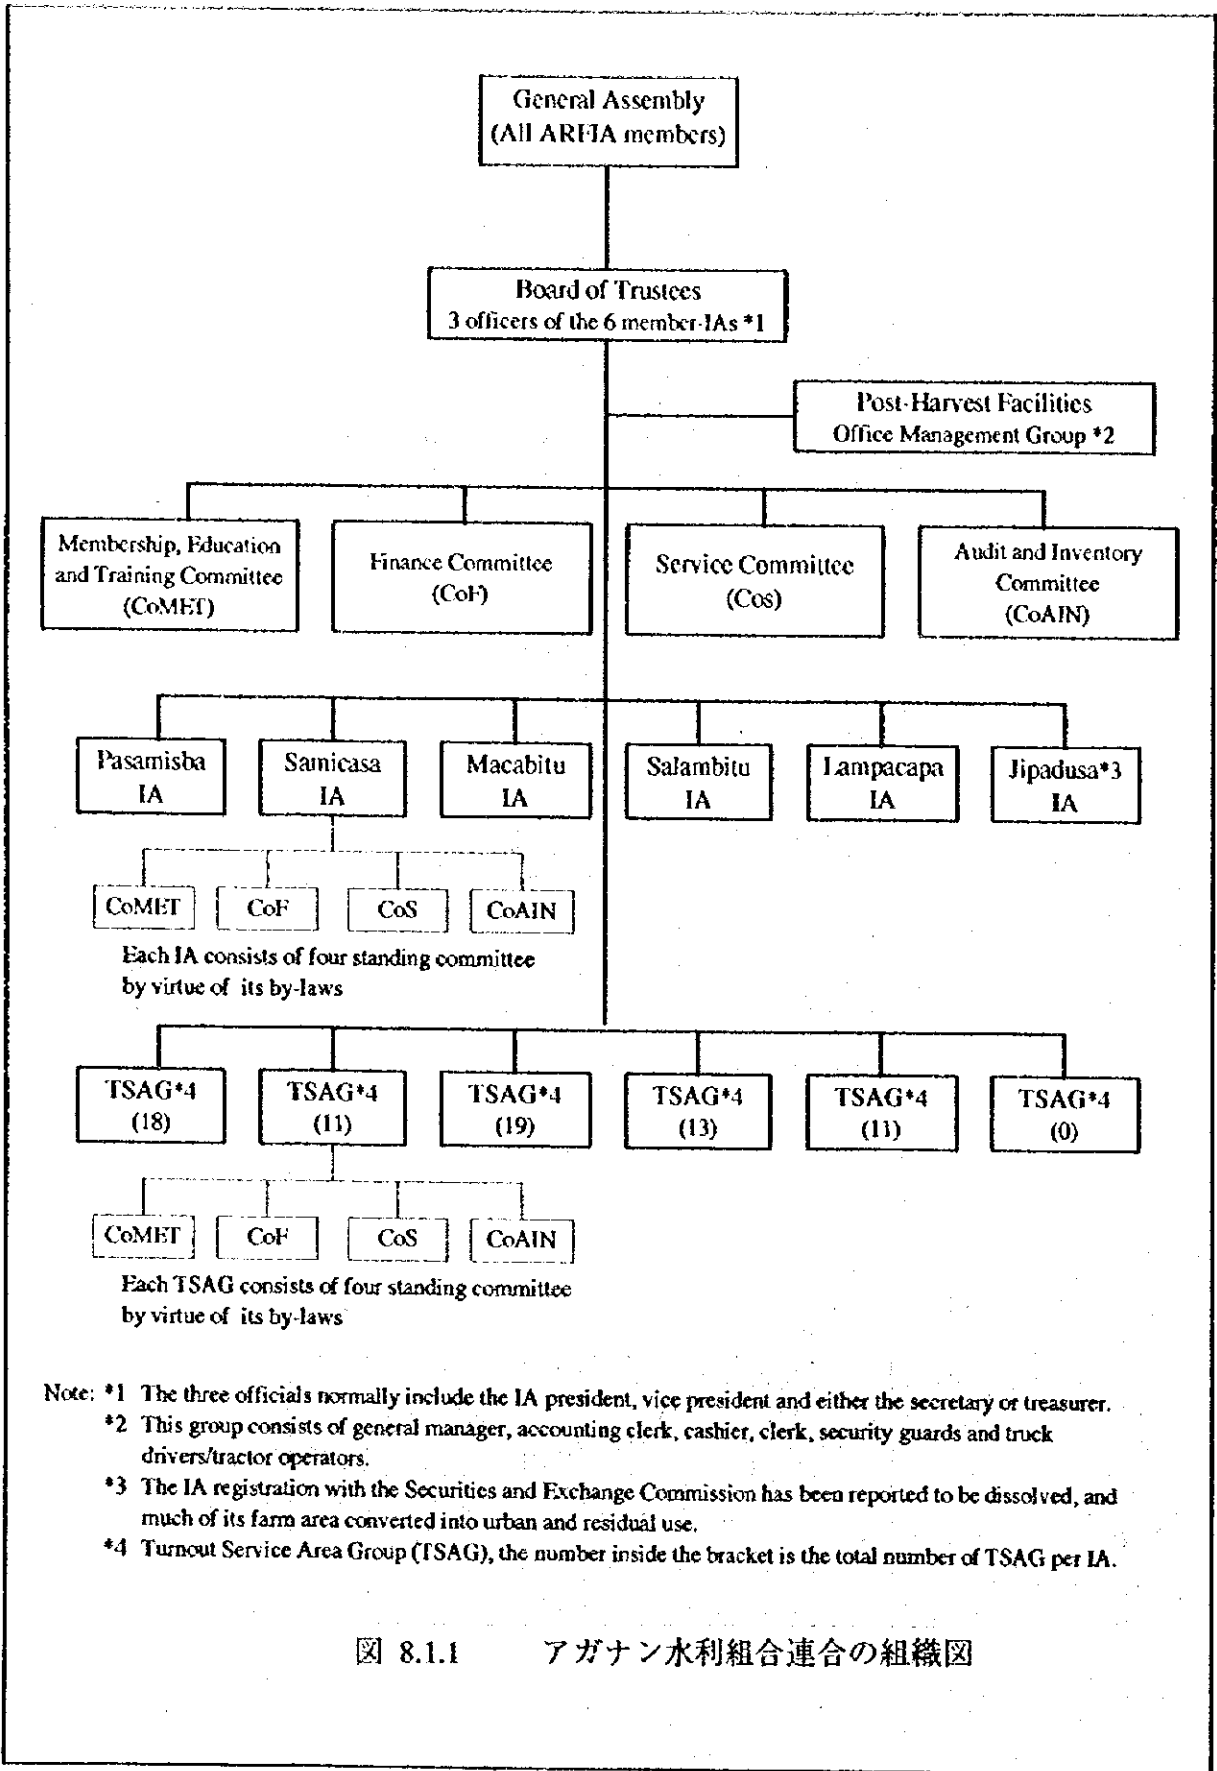 General Assembly
(All ARFIA members)
Board of Trustees
3 officers of the 6 member-IAs *1
Post-Harvest Facilities
Office Management Group *2
Membership, Education
and Training Committee
(CoMET)
Finance Committee
(CoF)
Service Committee
(Cos)
Audit and Inventory
Committee
(CoAIN)
Pasamisba
IA
Samicasa
IA
Macabitu
IA
Salambitu
IA
Lampacapa
IA
Jipadusa*3
IA
CoMET
CoF
CoS
CoAIN
Each IA consists of four standing committee
by virtue of its by-laws
TSAG*4
(18)
TSAG*4
(11)
TSAG*4
(19)
TSAG*4
(13)
TSAG*4
(11)
TSAG*4
(0)
CoMET
CoF
CoS
CoAIN
Each TSAG consists of four standing committee
by virtue of its by-laws
Note: *1 The three officials normally include the IA president, vice president and either the secretary or treasurer.
*2 This group consists of general manager, accounting clerk, cashier, clerk, security guards and truck
drivers/tractor operators.
*3 The IA registration with the Securities and Exchange Commission has been reported to be dissolved, and
much of its farm area converted into urban and residual use.
*4 Turnout Service Area Group (TSAG), the number inside the bracket is the total number of TSAG per IA.
図 8.1.1 アガナン水利組合連合の組織図